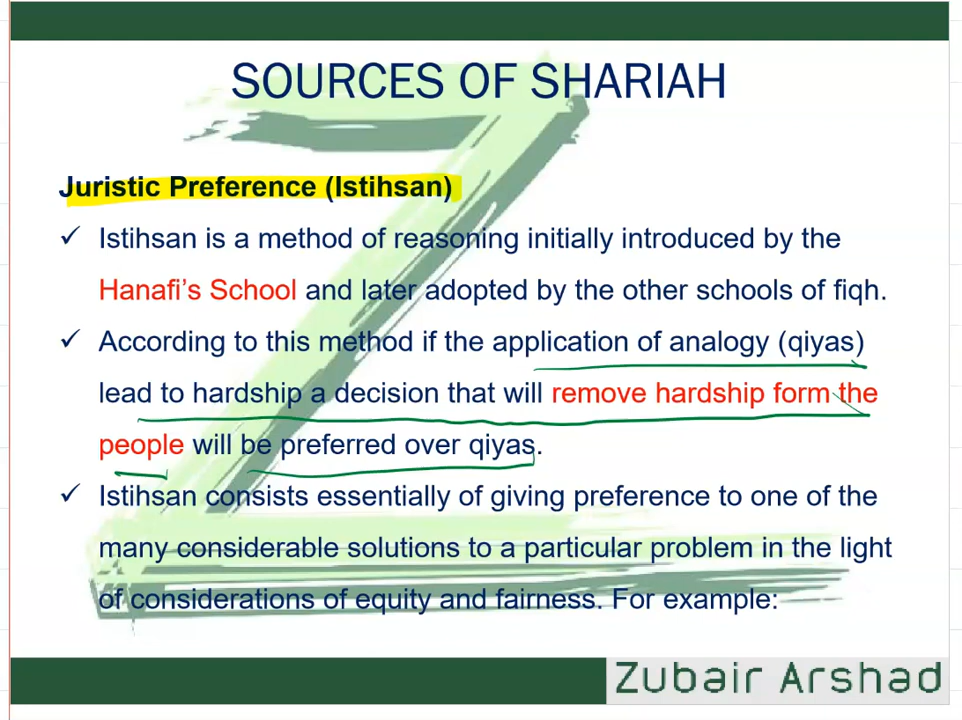 SOURCES OF SHARIAH
Juristic Preference (Istihsan)
✓ Istihsan is a method of reasoning initially introduced by the
Hanafi's School and later adopted by the other schools of fiqh.
✓ According to this method if the application of analogy (qiyas)
lead to hardship a decision that will remove hardship form the
people will be preferred over qiyas.
✓ Istihsan consists essentially of giving preference to one of the
many considerable solutions to a particular problem in the light
of considerations of equity and fairness. For example:
Zubair Arshad